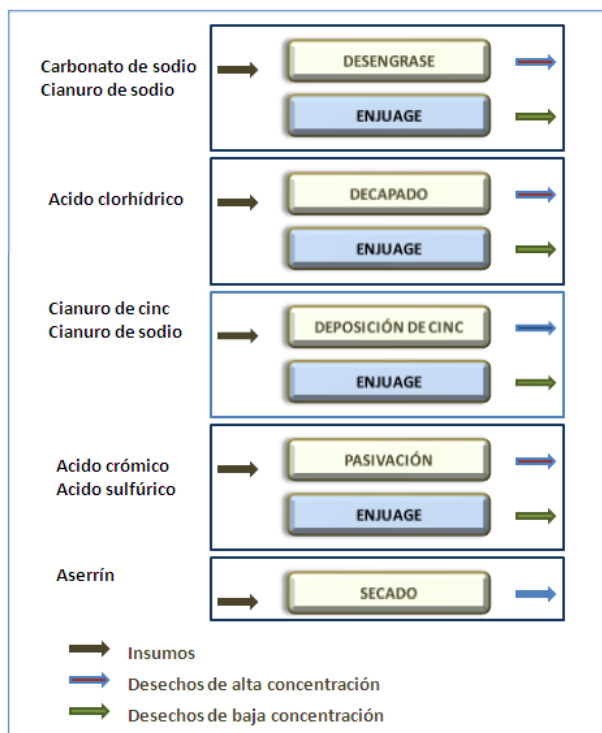 Carbonato de sodio
Cianuro de sodio
DESENGRASE
ENJUAGE
Acido clorhídrico
DECAPADO
ENJUAGE
Cianuro de cinc
Cianuro de sodio
DEPOSICIÓN DE CINC
ENJUAGE
Acido crómico
Acido sulfúrico
PASIVACIÓN
ENJUAGE
Aserrín
SECADO
Insumos
Desechos de alta concentración
Desechos de baja concentración